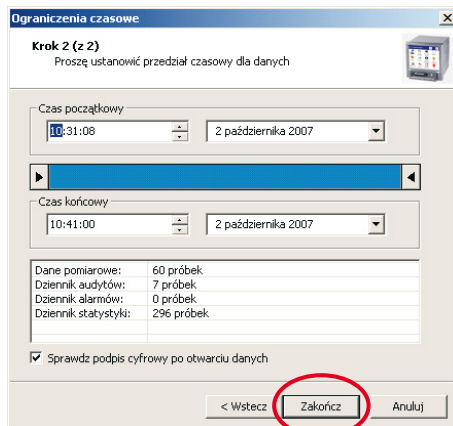 Ograniczenia czasowe
Krok 2 (z 2)
Proszę ustanowić przedział czasowy dla danych
Czas początkowy
10:31:08
2 października 2007
Czas końcowy
10:41:00
2 października 2007
Dane pomiarowe: 60 próbek
Dziennik audytów: 7 próbek
Dziennik alarmów: 0 próbek
Dziennik statystyki: 296 próbek
Sprawdz podpis cyfrowy po otwarciu danych
< Wstecz Zakończ Anuluj